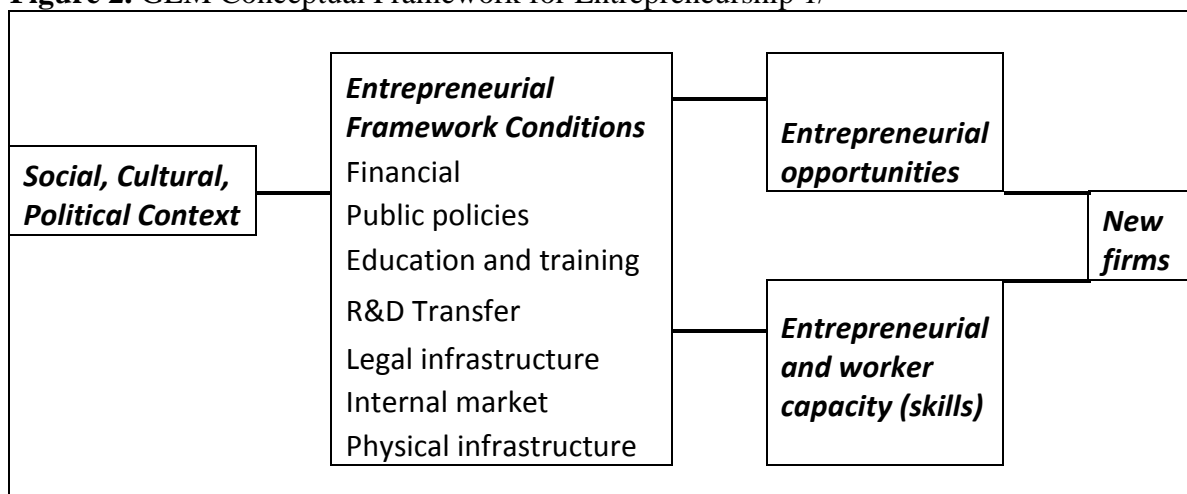 Figure 2. GEM Conceptual Framework for Entrepreneurship 1/
Social, Cultural,
Political Context
Entrepreneurial
Framework Conditions
Financial
Public policies
Education and training
R&D Transfer
Legal infrastructure
Internal market
Physical infrastructure
Entrepreneurial
opportunities
Entrepreneurial
and worker
capacity (skills)
New
firms